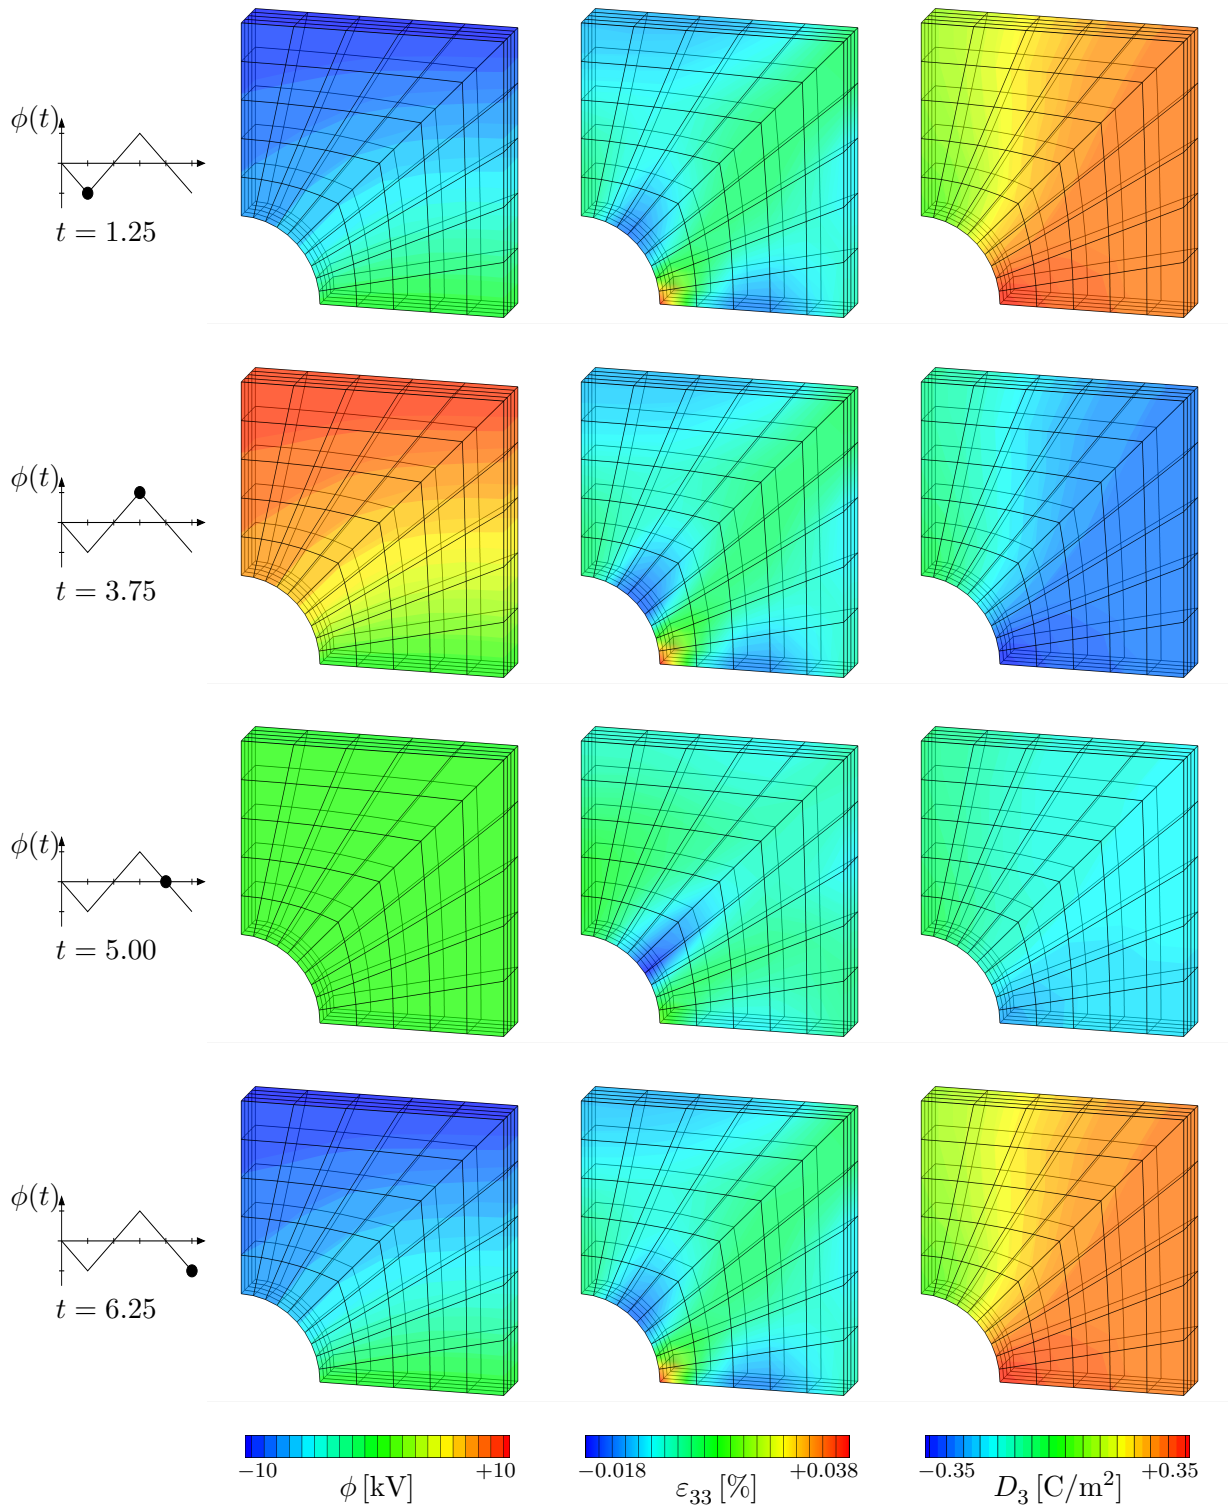 ϕ(t)
t = 1.25
ϕ(t)
t = 3.75
ϕ(t)
t = 5.00
ϕ(t)
t = 6.25
−10 +10
ϕ [kV]
−0.018 +0.038
ε₃₃ [%]
−0.35 +0.35
D₃ [C/m²]